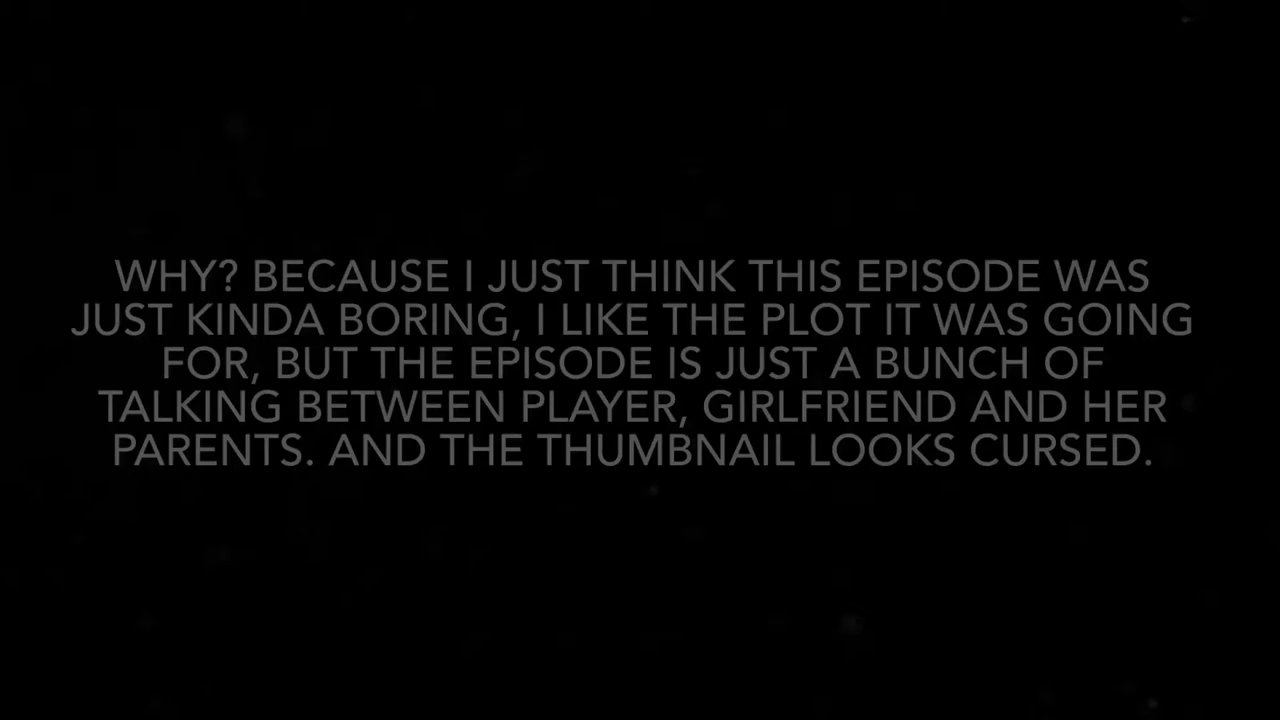 WHY? BECAUSE I JUST THINK THIS EPISODE WAS
JUST KINDA BORING, I LIKE THE PLOT IT WAS GOING
FOR, BUT THE EPISODE IS JUST A BUNCH OF
TALKING BETWEEN PLAYER, GIRLFRIEND AND HER
PARENTS. AND THE THUMBNAIL LOOKS CURSED.